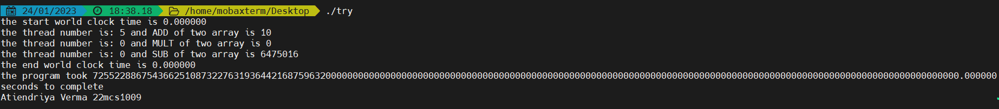 24/01/2023 18:38.18 /home/mobaxterm/Desktop ./try
the start world clock time is 0.000000
the thread number is: 5 and ADD of two array is 10
the thread number is: 0 and MULT of two array is 0
the thread number is: 0 and SUB of two array is 6475016
the end world clock time is 0.000000
the program took 7255228867543662510873227631936442168759632000000000000000000000000000000000000000000000000000000000000000000000000000000000000000000000000000000000000000.000000
seconds to complete
Atiendriya Verma 22mcs1009